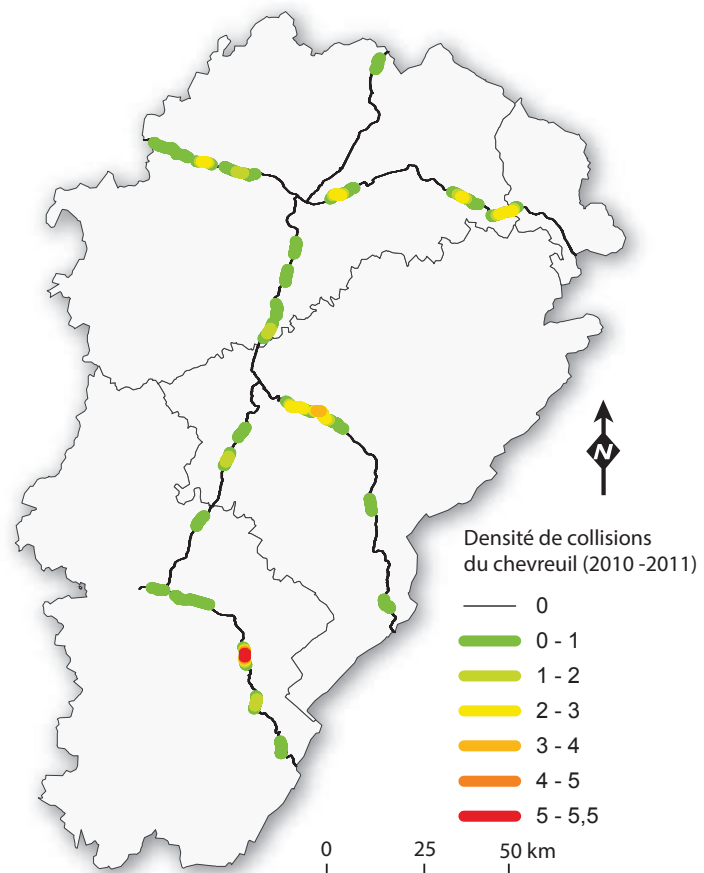 N
Densité de collisions
du chevreuil (2010 -2011)
0
0 - 1
1 - 2
2 - 3
3 - 4
4 - 5
5 - 5,5
0 25 50 km